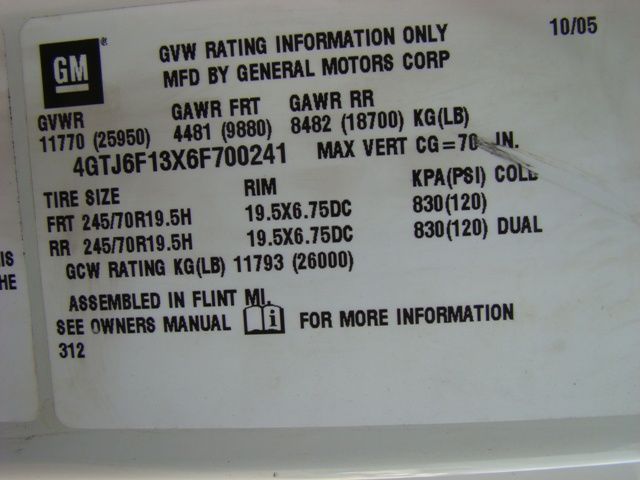 GM ® GVW RATING INFORMATION ONLY 10/05
MFD BY GENERAL MOTORS CORP
GVWR GAWR FRT GAWR RR
11770 (25950) 4481 (9880) 8482 (18700) KG(LB)
4GTJ6F13X6F700241 MAX VERT CG=70 IN.
TIRE SIZE RIM KPA(PSI) COLD
FRT 245/70R19.5H 19.5X6.75DC 830(120)
RR 245/70R19.5H 19.5X6.75DC 830(120) DUAL
GCW RATING KG(LB) 11793 (26000)
ASSEMBLED IN FLINT MI.
SEE OWNERS MANUAL i FOR MORE INFORMATION
312
IS
HE